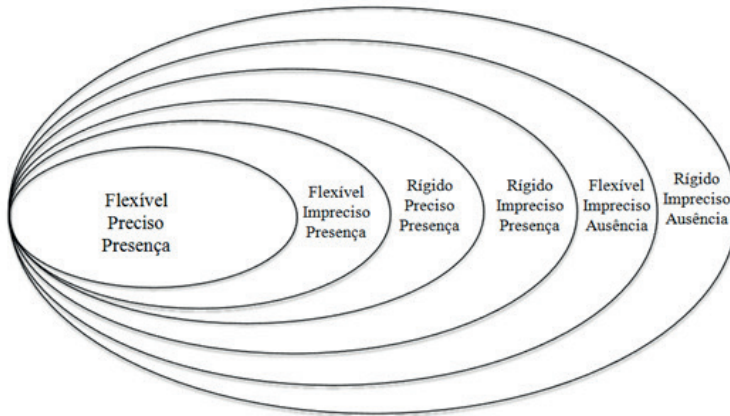 Flexível
Preciso
Presença
Flexível
Impreciso
Presença
Rígido
Preciso
Presença
Rígido
Impreciso
Presença
Flexível
Impreciso
Ausência
Rígido
Impreciso
Ausência